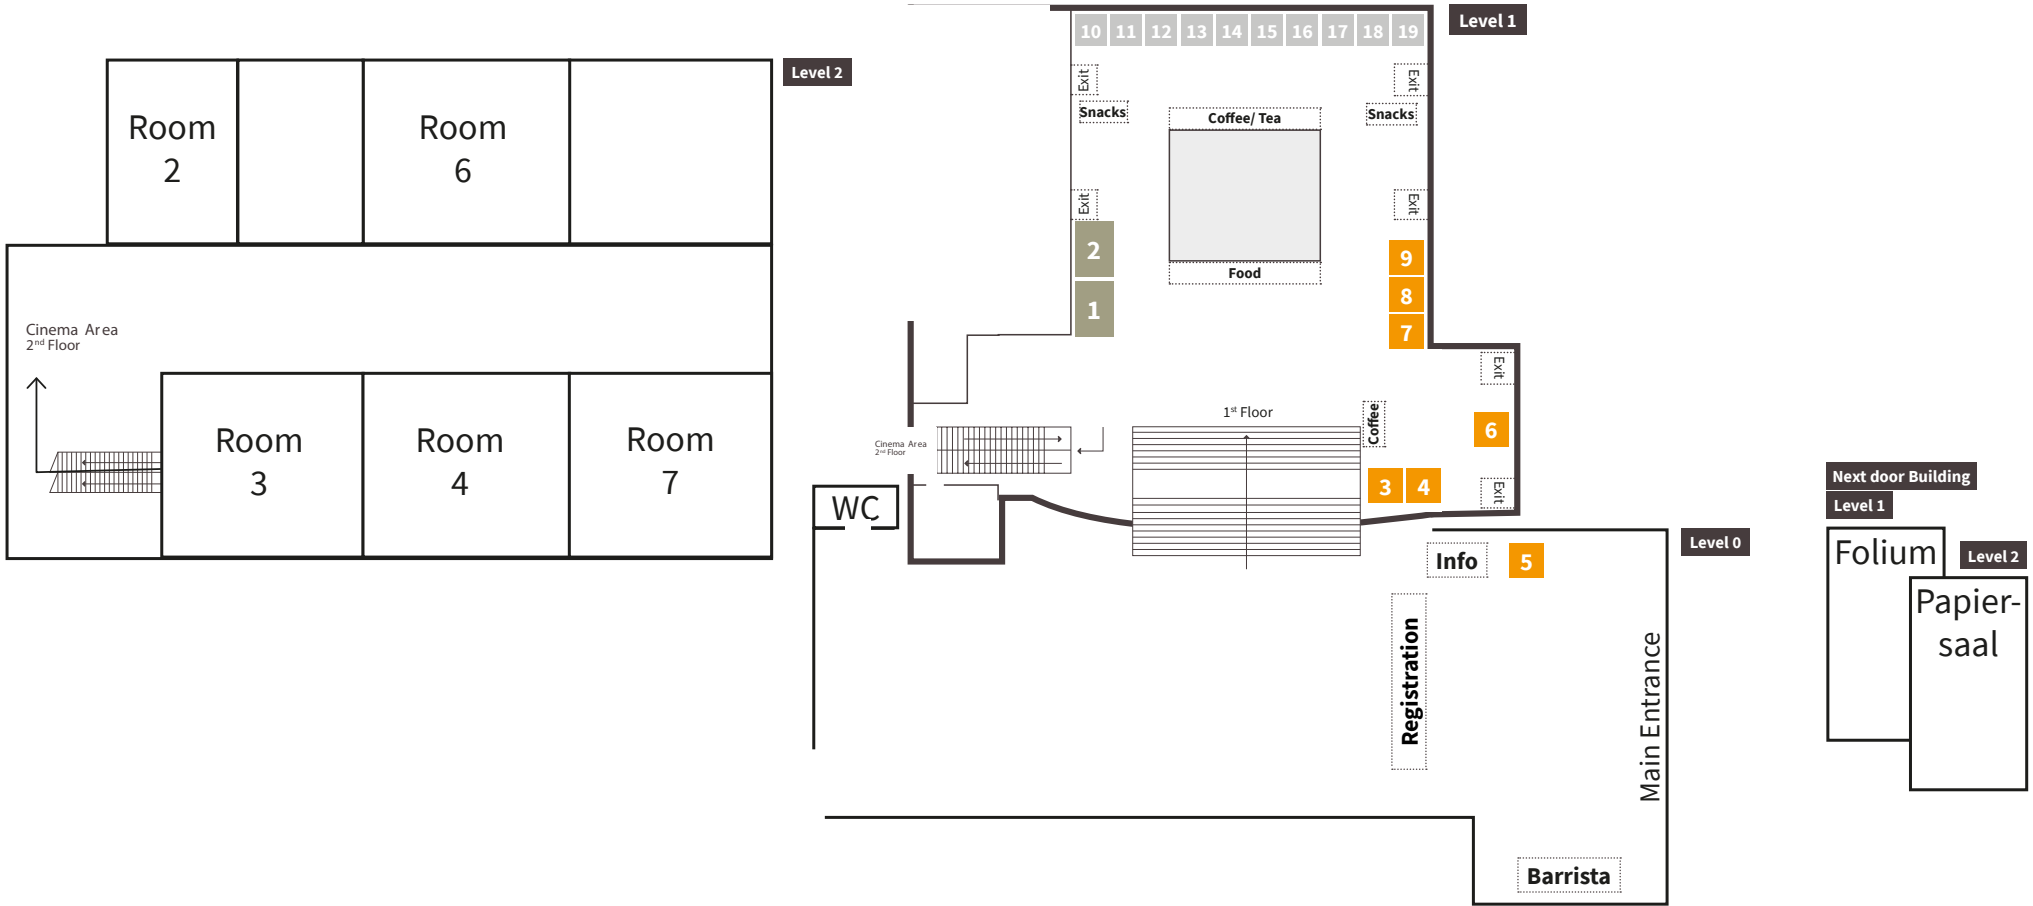 Level 2
Room
2
Room
6
Cinema Area
2nd Floor
Room
3
Room
4
Room
7
Level 1
10 11 12 13 14 15 16 17 18 19
Exit
Exit
Snacks
Coffee/ Tea
Snacks
Exit
Exit
2
1
Food
9
8
7
Exit
1st Floor
Coffee
6
Cinema Area
2nd Floor
3 4
Exit
WC
Level 0
Info
5
Registration
Main Entrance
Barrista
Next door Building
Level 1
Folium
Level 2
Papier-
saal